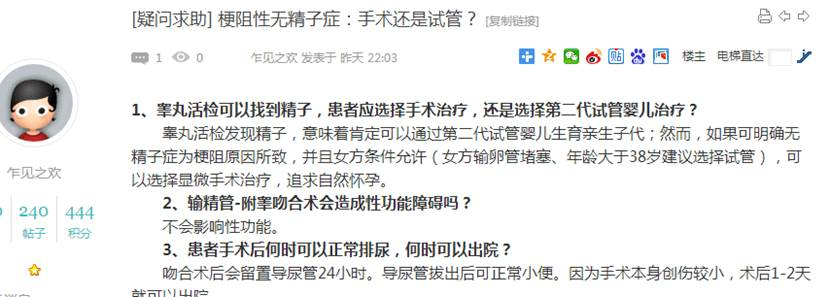 [疑问求助] 梗阻性无精子症：手术还是试管？ [复制链接]
1 0 乍见之欢 发表于 昨天 22:03 楼主 电梯直达
乍见之欢
240 444
帖子 积分
1、睾丸活检可以找到精子，患者应选择手术治疗，还是选择第二代试管婴儿治疗？
睾丸活检发现精子，意味着肯定可以通过第二代试管婴儿生育亲生子代；然而，如果可明确无
精子症为梗阻原因所致，并且女方条件允许（女方输卵管堵塞、年龄大于38岁建议选择试管），可
以选择显微手术治疗，追求自然怀孕。
2、输精管-附睾吻合术会造成性功能障碍吗？
不会影响性功能。
3、患者手术后何时可以正常排尿，何时可以出院？
吻合术后会留置导尿管24小时。导尿管拔出后可正常小便。因为手术本身创伤较小，术后1-2天
就可以出院